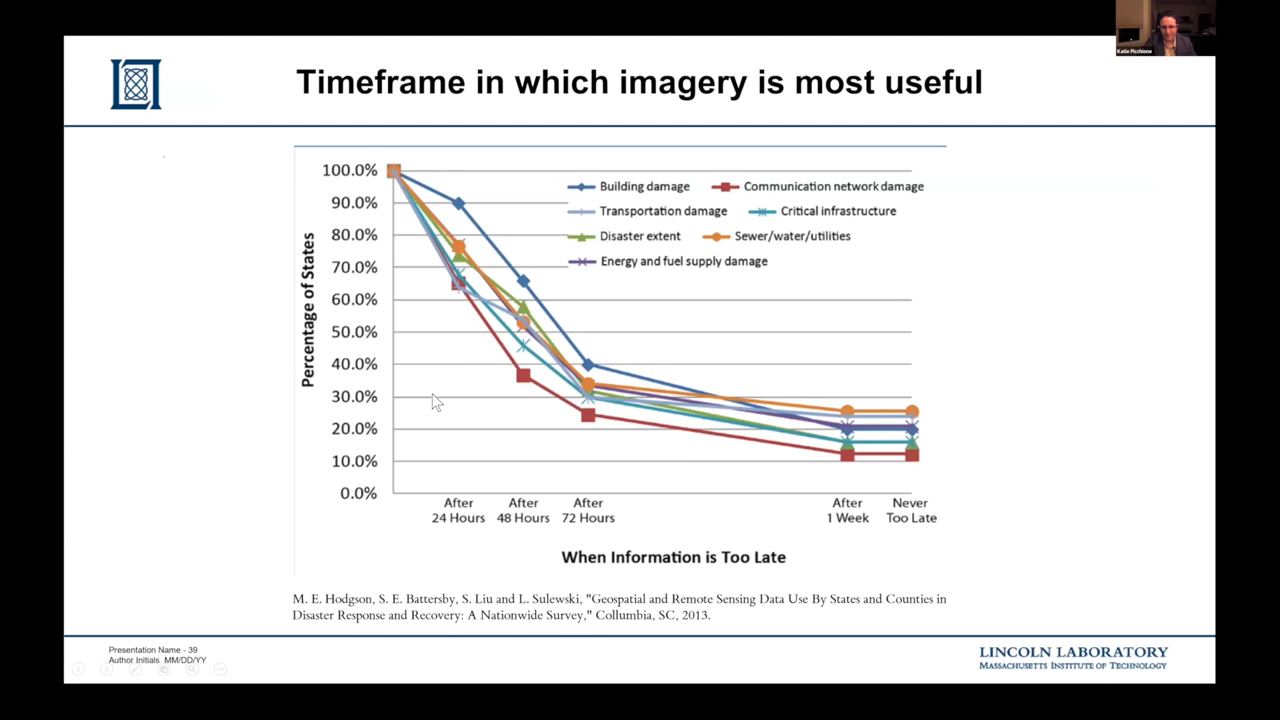 Katie Picchione
Timeframe in which imagery is most useful
100.0%
90.0%
80.0%
70.0%
60.0%
50.0%
40.0%
30.0%
20.0%
10.0%
0.0%
Percentage of States
Building damage
Communication network damage
Transportation damage
Critical infrastructure
Disaster extent
Sewer/water/utilities
Energy and fuel supply damage
After
24 Hours
After
48 Hours
After
72 Hours
After
1 Week
Never
Too Late
When Information is Too Late
M. E. Hodgson, S. E. Battersby, S. Liu and L. Sulewski, "Geospatial and Remote Sensing Data Use By States and Counties in
Disaster Response and Recovery: A Nationwide Survey," Collumbia, SC, 2013.
Presentation Name - 39
Author Initials MM/DD/YY
LINCOLN LABORATORY
MASSACHUSETTS INSTITUTE OF TECHNOLOGY